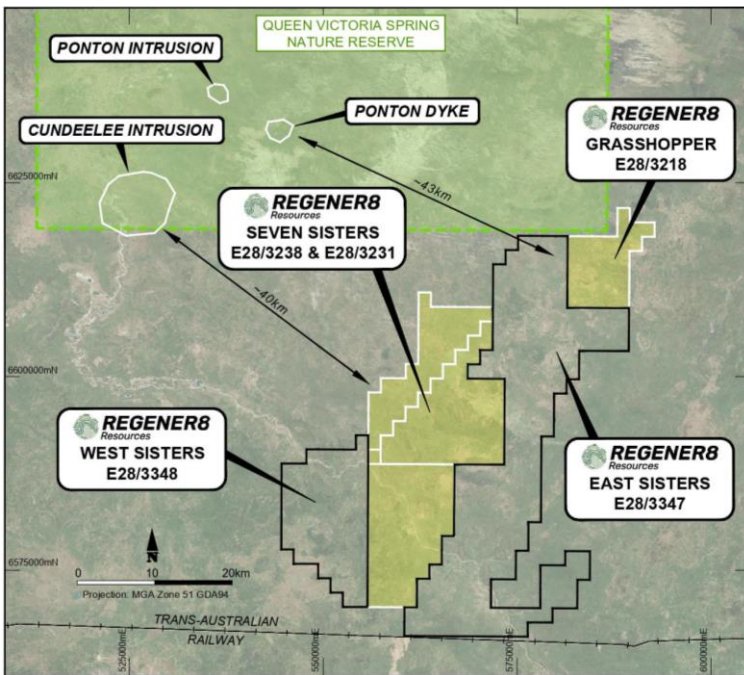 QUEEN VICTORIA SPRING
NATURE RESERVE
PONTON INTRUSION
PONTON DYKE
CUNDEELEE INTRUSION
REGENER8
Resources
GRASSHOPPER
E28/3218
6625000mN
~43km
REGENER8
Resources
SEVEN SISTERS
E28/3238 & E28/3231
~40km
6600000mN
REGENER8
Resources
WEST SISTERS
E28/3348
REGENER8
Resources
EAST SISTERS
E28/3347
N
6575000mN
0 10 20km
Projection: MGA Zone 51 GDA94
TRANS-AUSTRALIAN
RAILWAY
525000mE
550000mE
575000mE
600000mE